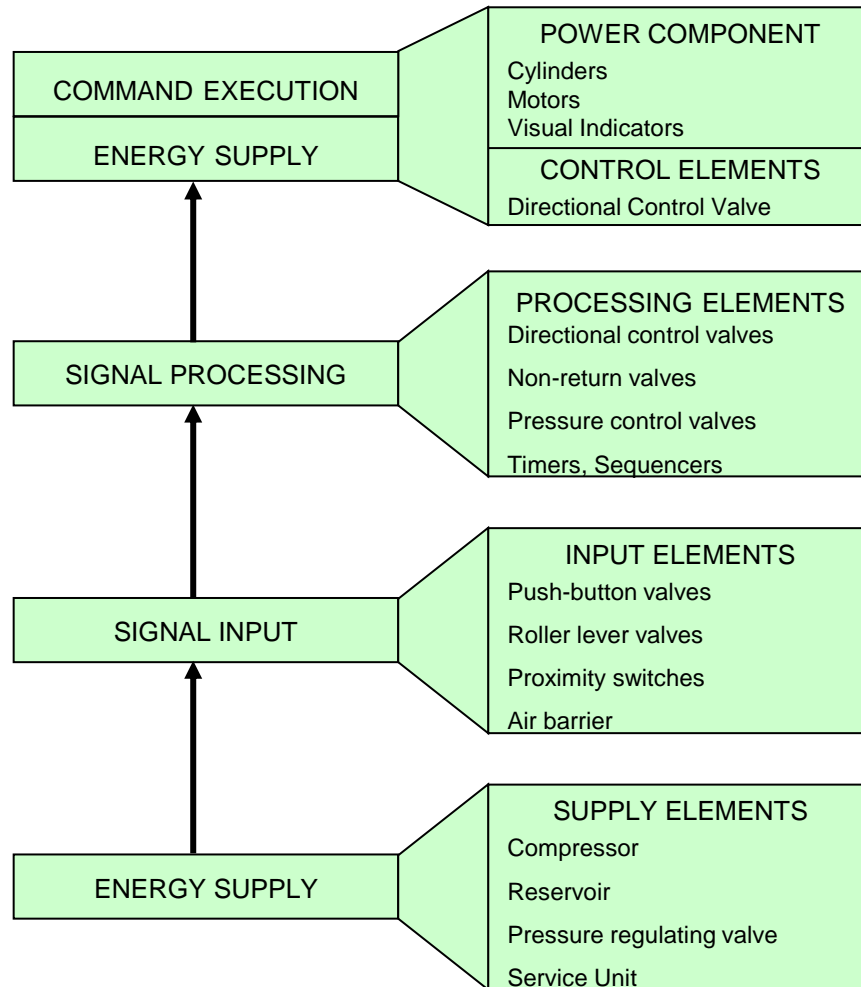 COMMAND EXECUTION
ENERGY SUPPLY
POWER COMPONENT
Cylinders
Motors
Visual Indicators
CONTROL ELEMENTS
Directional Control Valve
SIGNAL PROCESSING
PROCESSING ELEMENTS
Directional control valves
Non-return valves
Pressure control valves
Timers, Sequencers
SIGNAL INPUT
INPUT ELEMENTS
Push-button valves
Roller lever valves
Proximity switches
Air barrier
ENERGY SUPPLY
SUPPLY ELEMENTS
Compressor
Reservoir
Pressure regulating valve
Service Unit